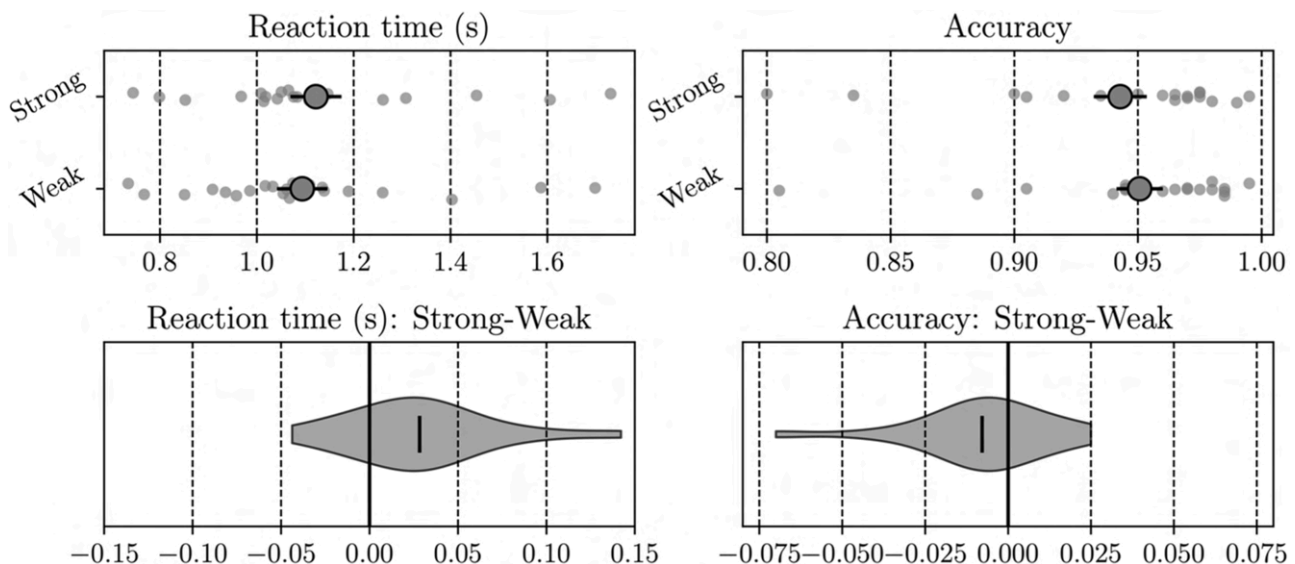 Reaction time (s)
Accuracy
Strong
Weak
0.8 1.0 1.2 1.4 1.6
Strong
Weak
0.80 0.85 0.90 0.95 1.00
Reaction time (s): Strong-Weak
Accuracy: Strong-Weak
−0.15 −0.10 −0.05 0.00 0.05 0.10 0.15
−0.075 −0.050 −0.025 0.000 0.025 0.050 0.075